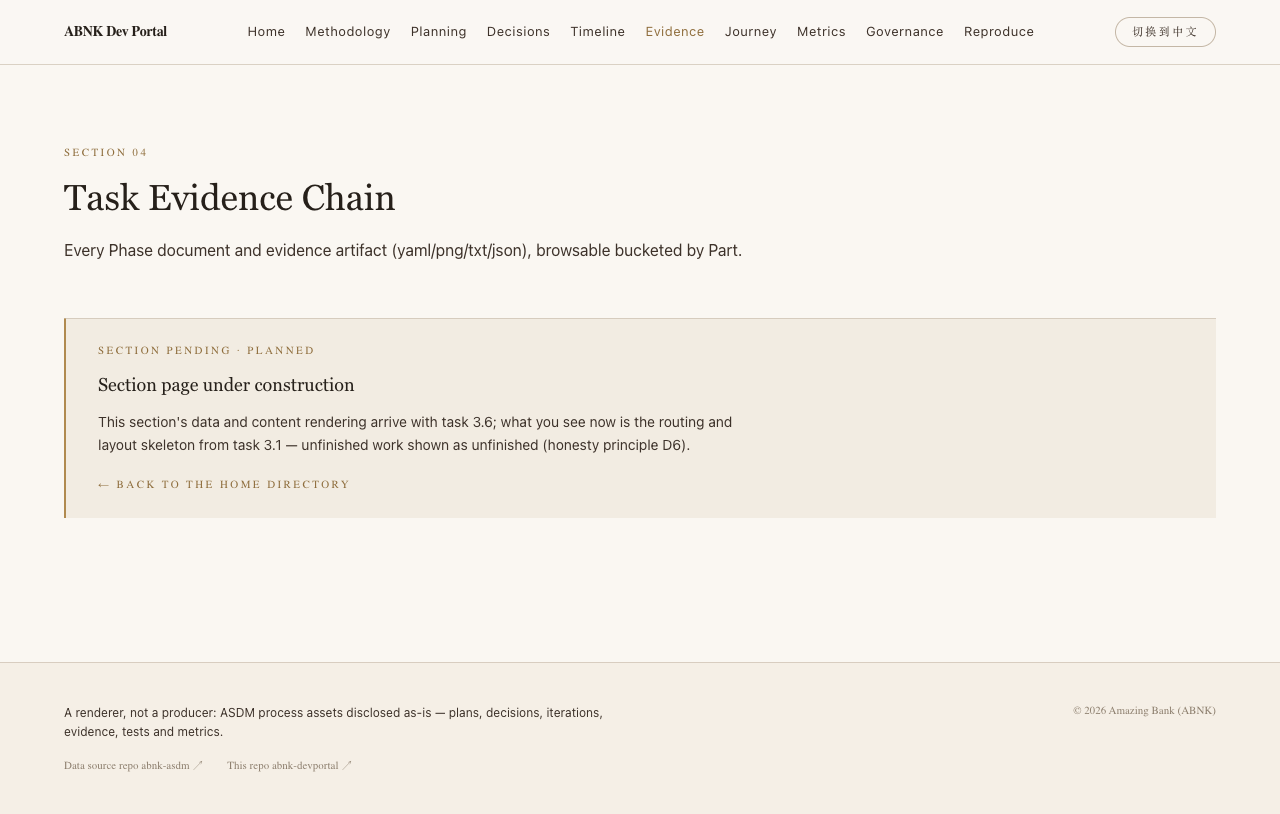 ABNK Dev Portal
Home
Methodology
Planning
Decisions
Timeline
Evidence
Journey
Metrics
Governance
Reproduce
切换到中文
SECTION 04
Task Evidence Chain
Every Phase document and evidence artifact (yaml/png/txt/json), browsable bucketed by Part.
SECTION PENDING · PLANNED
Section page under construction
This section's data and content rendering arrive with task 3.6; what you see now is the routing and
layout skeleton from task 3.1 — unfinished work shown as unfinished (honesty principle D6).
← BACK TO THE HOME DIRECTORY
A renderer, not a producer: ASDM process assets disclosed as-is — plans, decisions, iterations,
evidence, tests and metrics.
Data source repo abnk-asdm ↗
This repo abnk-devportal ↗
© 2026 Amazing Bank (ABNK)